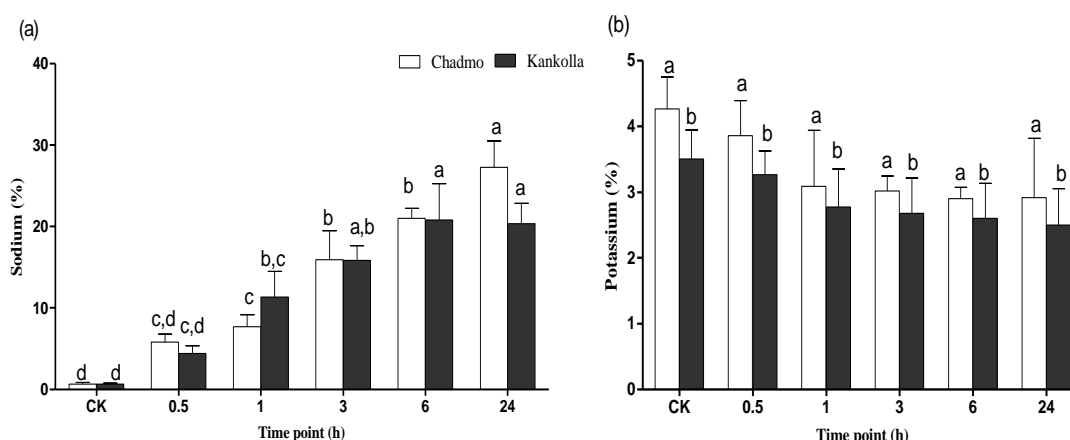 (a)
Chadmo
Kankolla
Sodium (%)
40
30
20
10
0
d
d
c,d
c,d
c
b,c
b
a,b
b
a
a
a
CK
0.5
1
3
6
24
Time point (h)
(b)
Potassium (%)
5
4
3
2
1
0
a
b
a
b
a
b
a
b
a
b
a
b
CK
0.5
1
3
6
24
Time point (h)